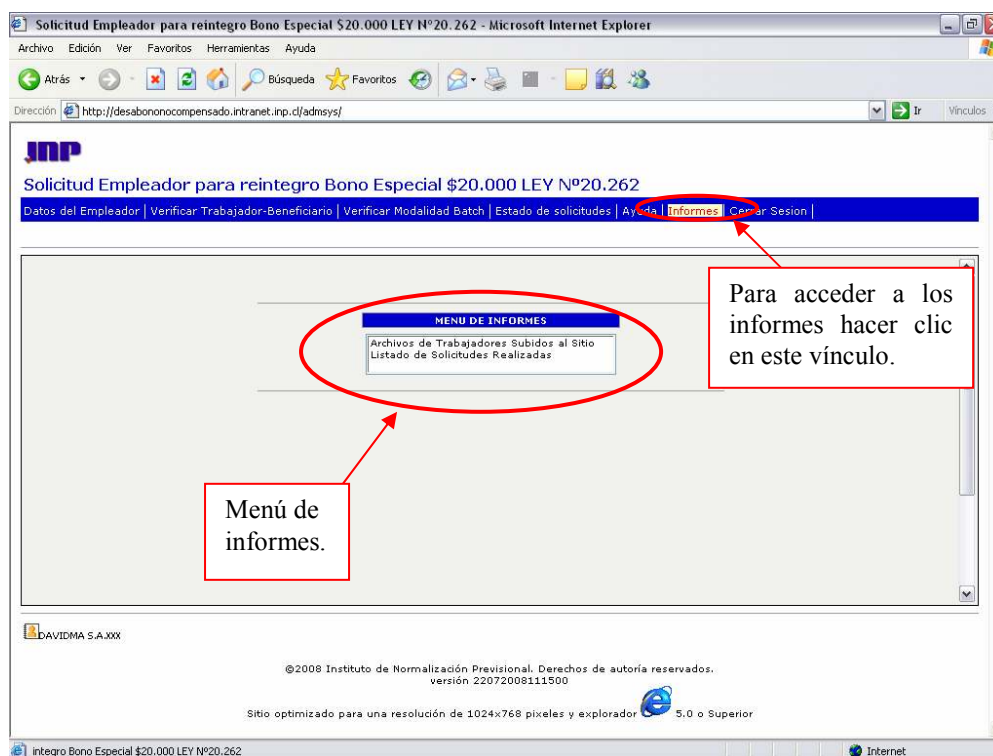 Solicitud Empleador para reintegro Bono Especial $20.000 LEY Nº20.262 - Microsoft Internet Explorer
Archivo Edición Ver Favoritos Herramientas Ayuda
Atrás Búsqueda Favoritos
Dirección http://desabononocompensado.intranet.inp.cl/admsys/ Ir Vínculos
INP
Solicitud Empleador para reintegro Bono Especial $20.000 LEY Nº20.262
Datos del Empleador | Verificar Trabajador-Beneficiario | Verificar Modalidad Batch | Estado de solicitudes | Ayuda | Informes | Cerrar Sesion |
Para acceder a los
informes hacer clic
en este vínculo.
MENU DE INFORMES
Archivos de Trabajadores Subidos al Sitio
Listado de Solicitudes Realizadas
Menú de
informes.
DAVIDMA S.A.XXX
©2008 Instituto de Normalización Previsional. Derechos de autoría reservados.
versión 22072008111500
Sitio optimizado para una resolución de 1024x768 pixeles y explorador 5.0 o Superior
integro Bono Especial $20.000 LEY Nº20.262 Internet